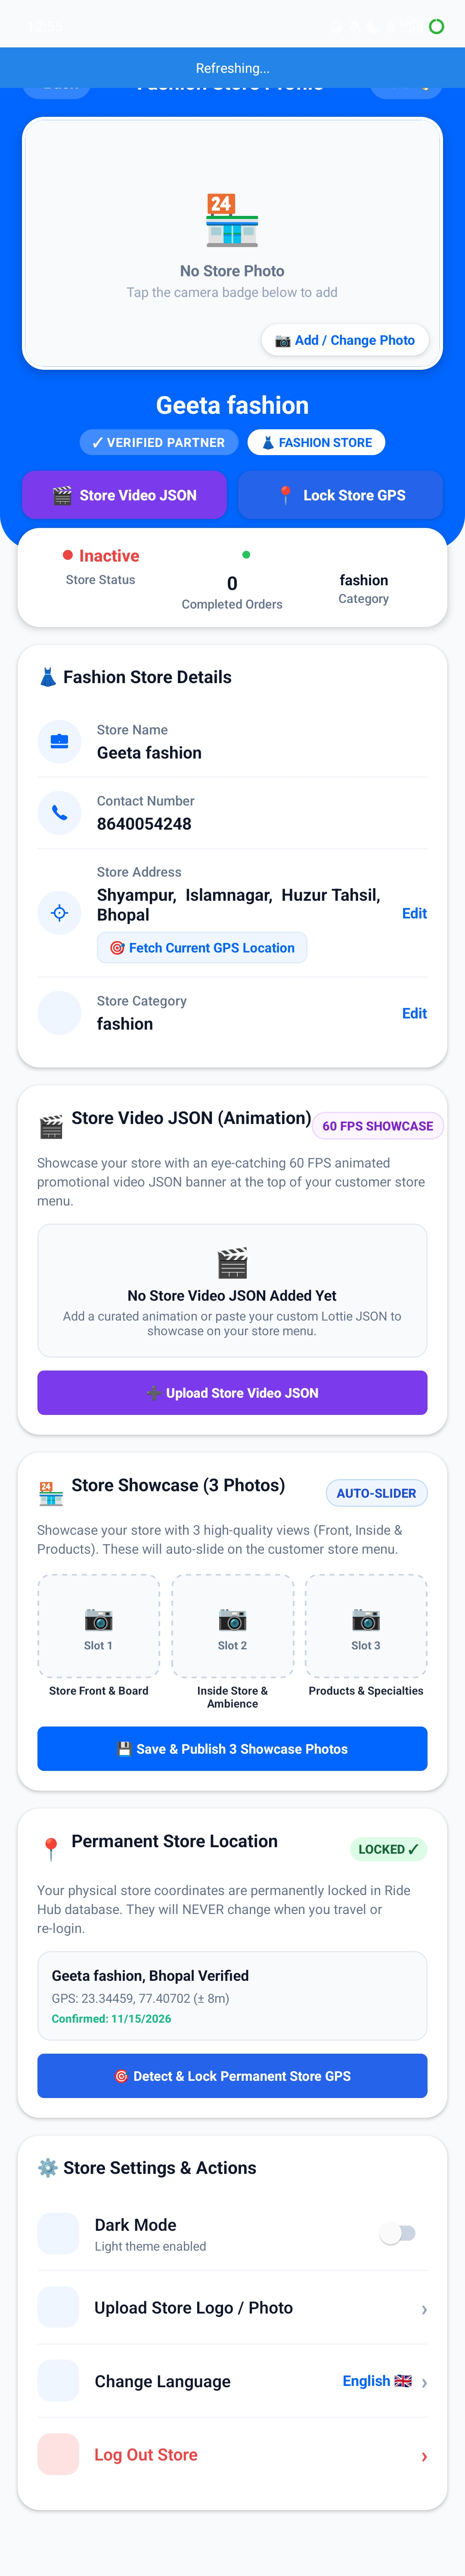 12:55
Refreshing...
Back
Fashion Store Profile
24
No Store Photo
Tap the camera badge below to add
📷 Add / Change Photo
Geeta fashion
✓ VERIFIED PARTNER
👗 FASHION STORE
🎬 Store Video JSON
📍 Lock Store GPS
Inactive
Store Status
0
Completed Orders
fashion
Category
👗 Fashion Store Details
Store Name
Geeta fashion
Contact Number
8640054248
Store Address
Shyampur, Islamnagar, Huzur Tahsil,
Bhopal
Edit
🎯 Fetch Current GPS Location
Store Category
fashion
Edit
🎬 Store Video JSON (Animation)
60 FPS SHOWCASE
Showcase your store with an eye-catching 60 FPS animated
promotional video JSON banner at the top of your customer store
menu.
No Store Video JSON Added Yet
Add a curated animation or paste your custom Lottie JSON to
showcase on your store menu.
➕ Upload Store Video JSON
24
Store Showcase (3 Photos)
AUTO-SLIDER
Showcase your store with 3 high-quality views (Front, Inside &
Products). These will auto-slide on the customer store menu.
Slot 1
Slot 2
Slot 3
Store Front & Board
Inside Store &
Ambience
Products & Specialties
💾 Save & Publish 3 Showcase Photos
📍 Permanent Store Location
LOCKED ✓
Your physical store coordinates are permanently locked in Ride
Hub database. They will NEVER change when you travel or
re-login.
Geeta fashion, Bhopal Verified
GPS: 23.34459, 77.40702 (± 8m)
Confirmed: 11/15/2026
🎯 Detect & Lock Permanent Store GPS
⚙️ Store Settings & Actions
Dark Mode
Light theme enabled
Upload Store Logo / Photo ›
Change Language
English 🇬🇧 ›
Log Out Store ›